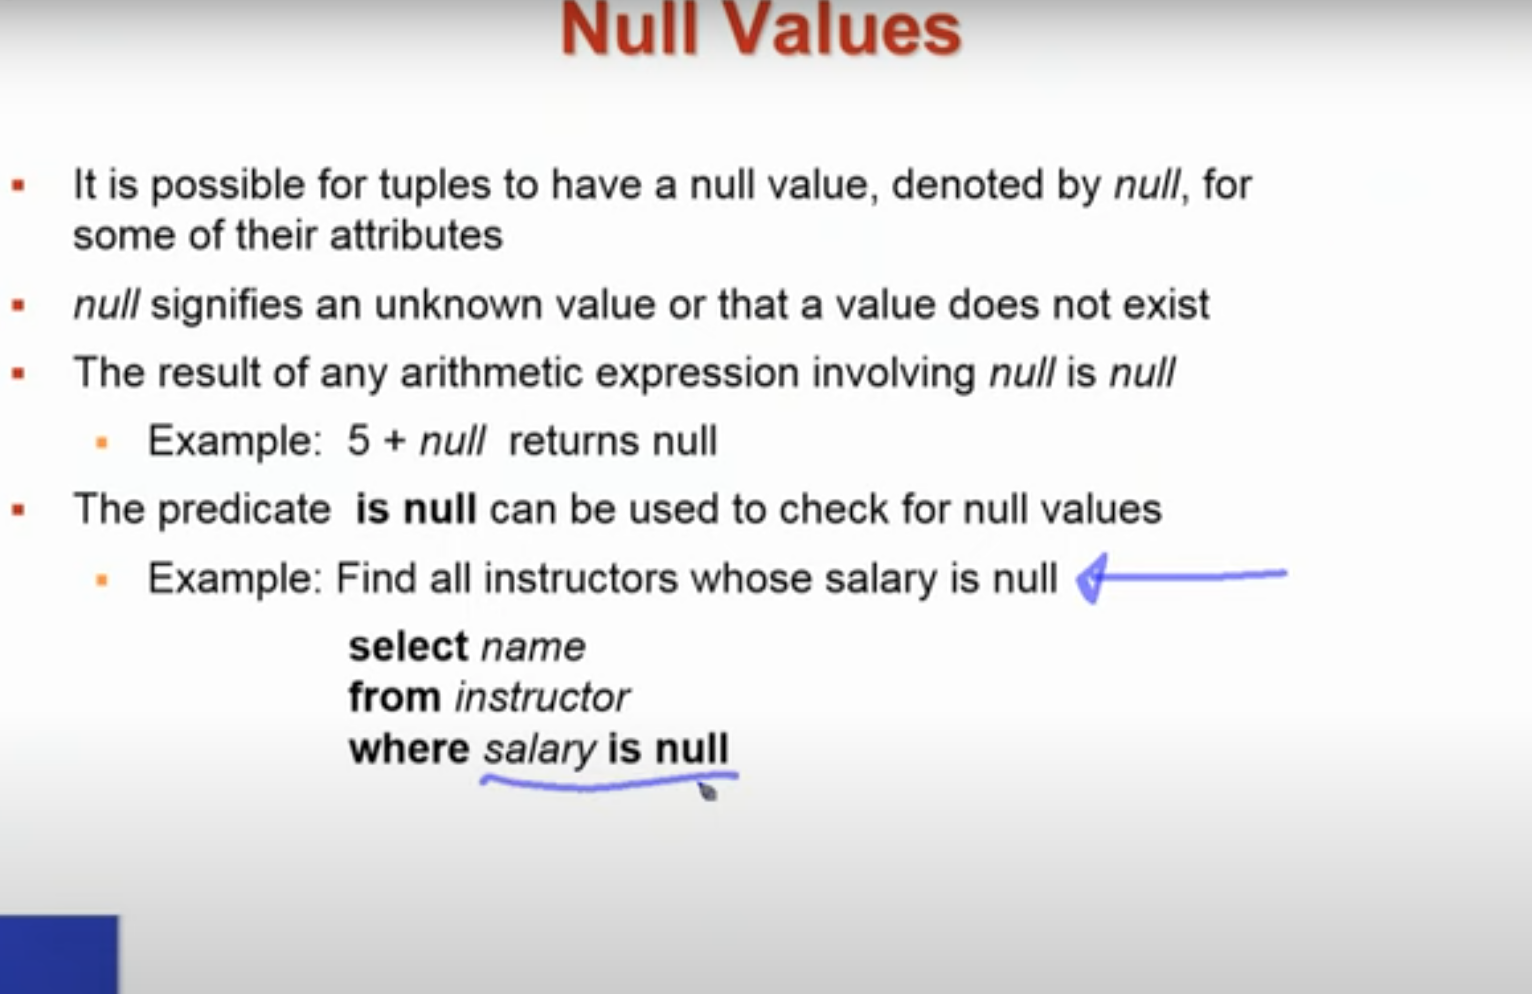 Null Values
▪ It is possible for tuples to have a null value, denoted by null, for
some of their attributes
▪ null signifies an unknown value or that a value does not exist
▪ The result of any arithmetic expression involving null is null
▪ Example: 5 + null returns null
▪ The predicate is null can be used to check for null values
▪ Example: Find all instructors whose salary is null
select name
from instructor
where salary is null